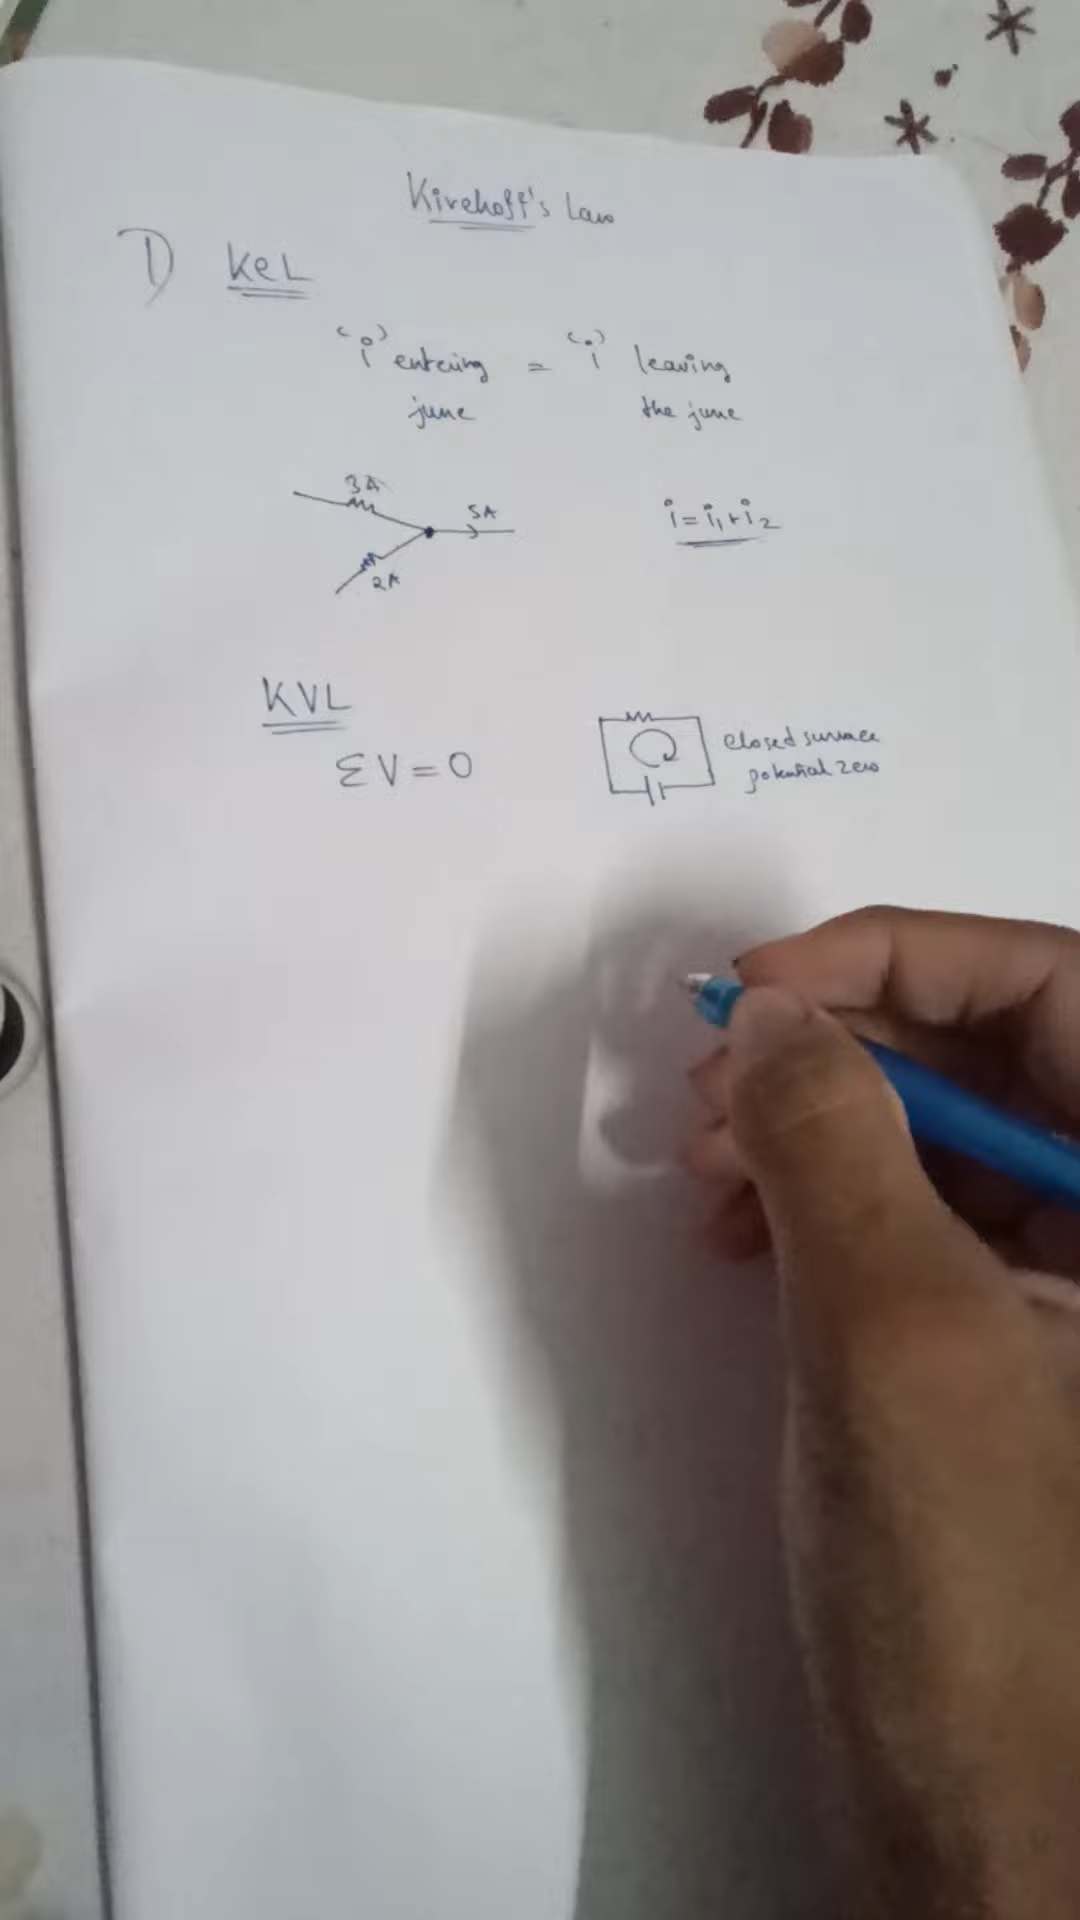 Kirchoff's Law
1) KCL
"i" entering = "i" leaving
junc the junc
3A
5A i = i1 + i2
2A
KVL
closed surface
ΣV = 0 potential zero